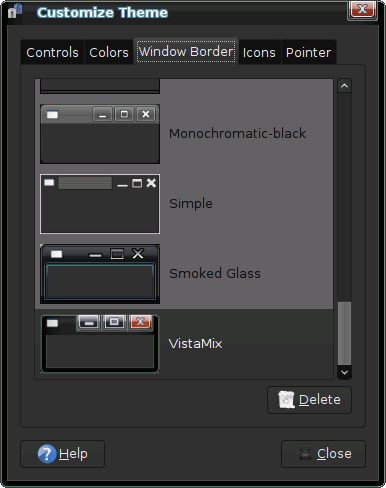 Customize Theme
Controls Colors Window Border Icons Pointer
Monochromatic-black
Simple
Smoked Glass
VistaMix
Delete
Help Close